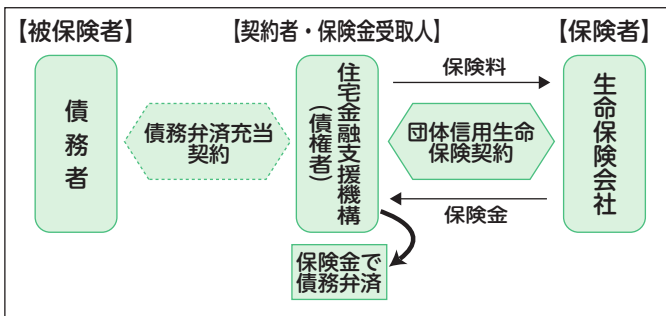 【被保険者】
【契約者・保険金受取人】
【保険者】
債務者
債務弁済充当
契約
住宅金融支援機構
（債権者）
保険料
団体信用生命
保険契約
保険金
生命保険会社
保険金で
債務弁済